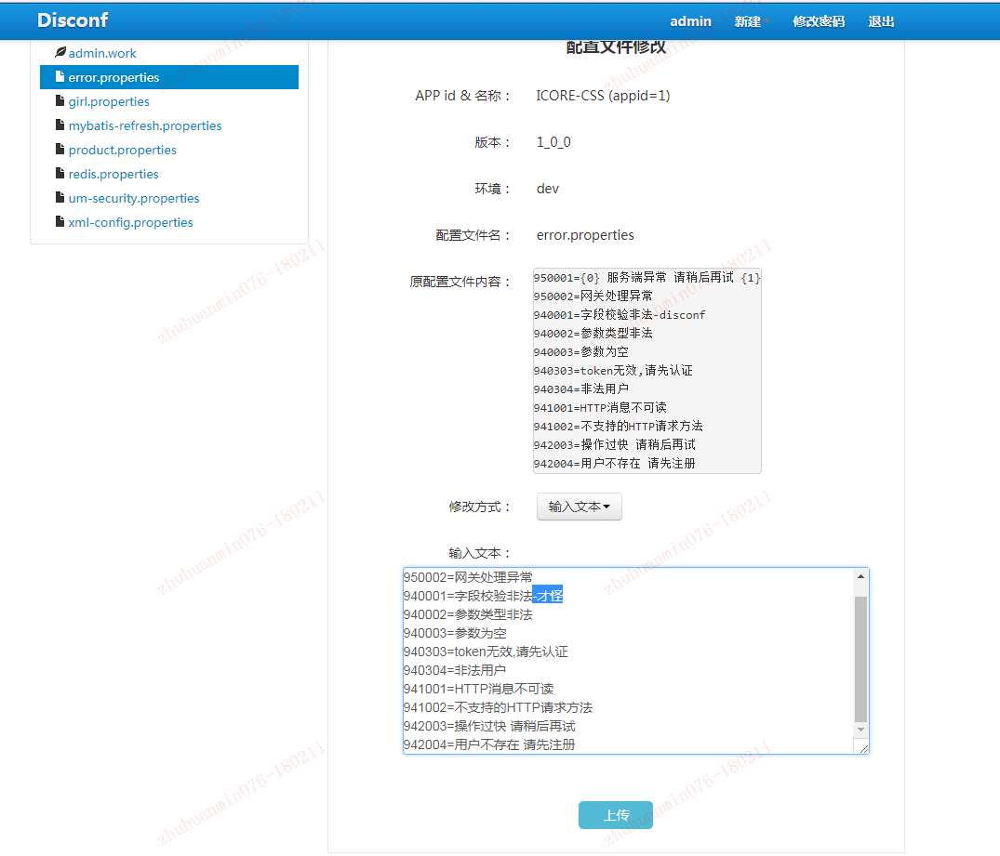 Disconf
admin 新建 修改密码 退出
admin.work
error.properties
girl.properties
mybatis-refresh.properties
product.properties
redis.properties
um-security.properties
xml-config.properties
配置文件修改
APP id & 名称： ICORE-CSS (appid=1)
版本： 1_0_0
环境： dev
配置文件名： error.properties
原配置文件内容：
950001={0} 服务端异常 请稍后再试 {1}
950002=网关处理异常
940001=字段校验非法-disconf
940002=参数类型非法
940003=参数为空
940303=token无效,请先认证
940304=非法用户
941001=HTTP消息不可读
941002=不支持的HTTP请求方法
942003=操作过快 请稍后再试
942004=用户不存在 请先注册
修改方式： 输入文本
输入文本：
950002=网关处理异常
940001=字段校验非法-才怪
940002=参数类型非法
940003=参数为空
940303=token无效,请先认证
940304=非法用户
941001=HTTP消息不可读
941002=不支持的HTTP请求方法
942003=操作过快 请稍后再试
942004=用户不存在 请先注册
上传
zhuhuanmin076-180211
zhuhuanmin076-180211
zhuhuanmin076-180211
zhuhuanmin076-180211
zhuhuanmin076-180211
zhuhuanmin076-180211
zhuhuanmin076-180211
zhuhuanmin076-180211